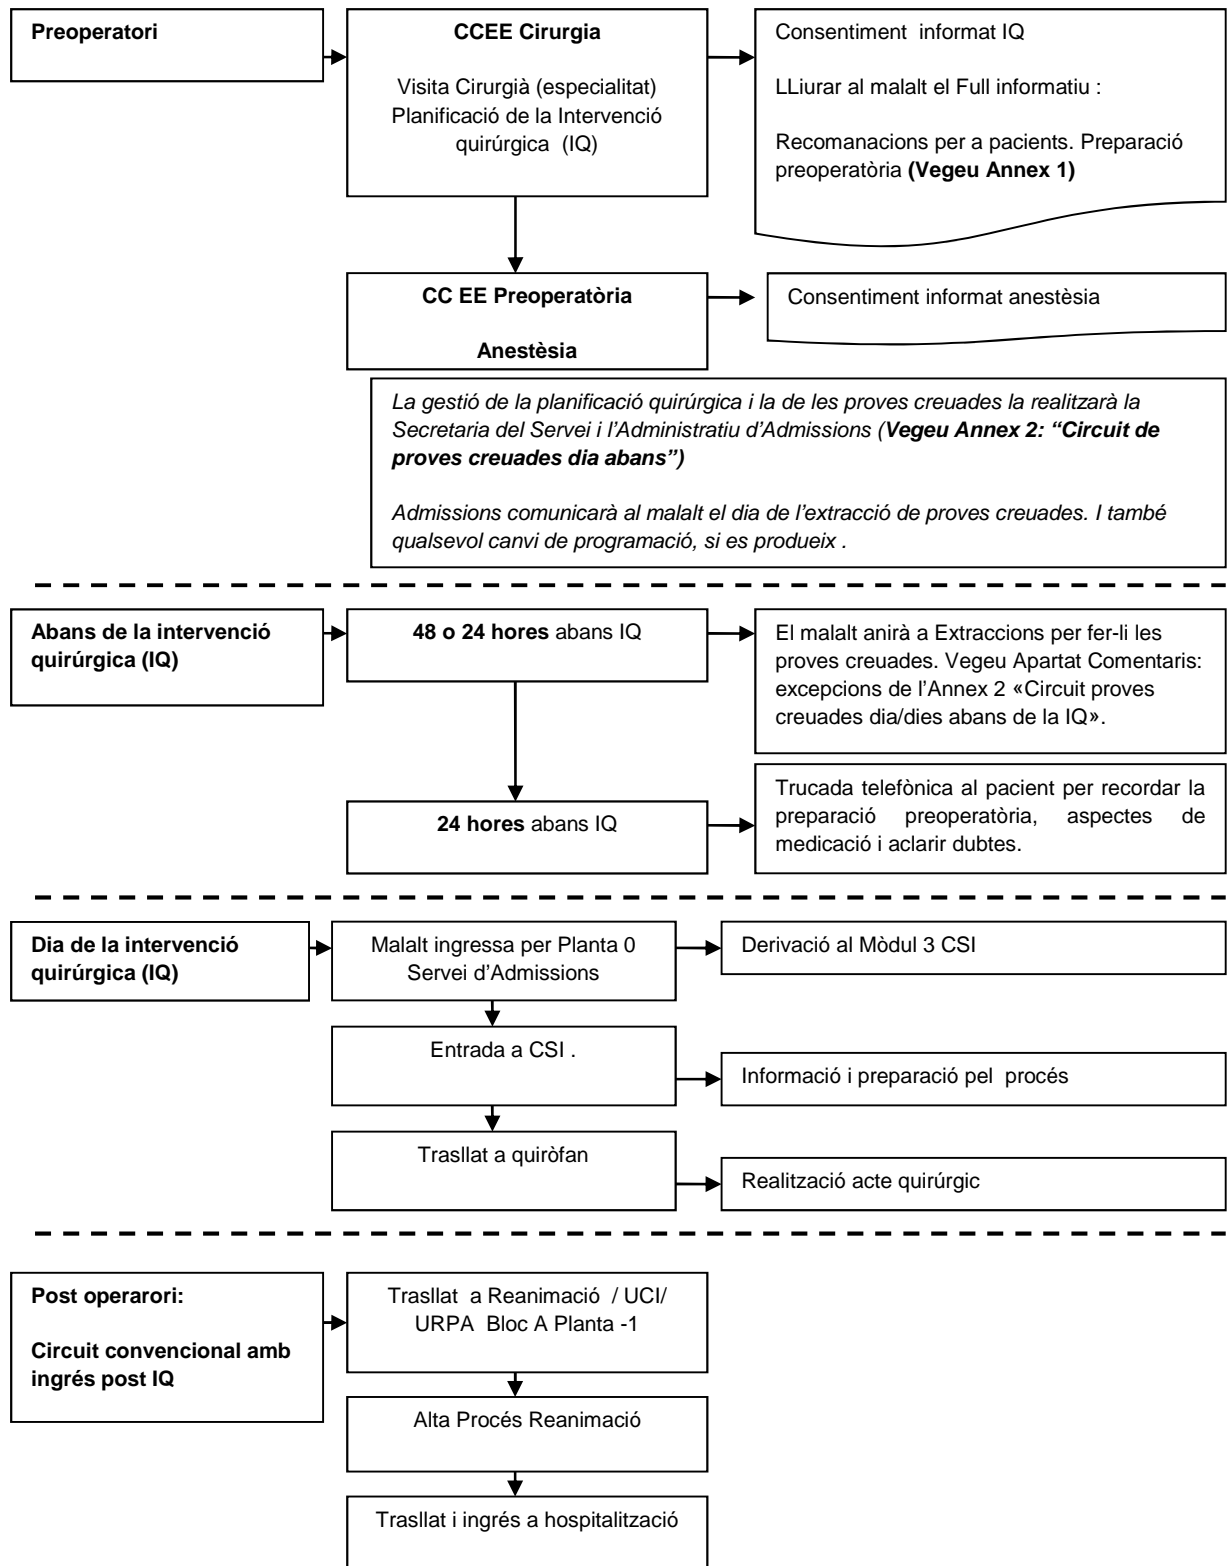 Preoperatori
CCEE Cirurgia
Visita Cirurgià (especialitat)
Planificació de la Intervenció
quirúrgica (IQ)
Consentiment informat IQ
LLiurar al malalt el Full informatiu :
Recomanacions per a pacients. Preparació
preoperatòria (Vegeu Annex 1)
CC EE Preoperatòria
Anestèsia
Consentiment informat anestèsia
La gestió de la planificació quirúrgica i la de les proves creuades la realitzarà la
Secretaria del Servei i l’Administratiu d’Admissions (Vegeu Annex 2: “Circuit de
proves creuades dia abans”)
Admissions comunicarà al malalt el dia de l’extracció de proves creuades. I també
qualsevol canvi de programació, si es produeix .
Abans de la intervenció
quirúrgica (IQ)
48 o 24 hores abans IQ
El malalt anirà a Extraccions per fer-li les
proves creuades. Vegeu Apartat Comentaris:
excepcions de l’Annex 2 «Circuit proves
creuades dia/dies abans de la IQ».
24 hores abans IQ
Trucada telefònica al pacient per recordar la
preparació preoperatòria, aspectes de
medicació i aclarir dubtes.
Dia de la intervenció
quirúrgica (IQ)
Malalt ingressa per Planta 0
Servei d’Admissions
Derivació al Mòdul 3 CSI
Entrada a CSI .
Informació i preparació pel procés
Trasllat a quiròfan
Realització acte quirúrgic
Post operarori:
Circuit convencional amb
ingrés post IQ
Trasllat a Reanimació / UCI/
URPA Bloc A Planta -1
Alta Procés Reanimació
Trasllat i ingrés a hospitalització